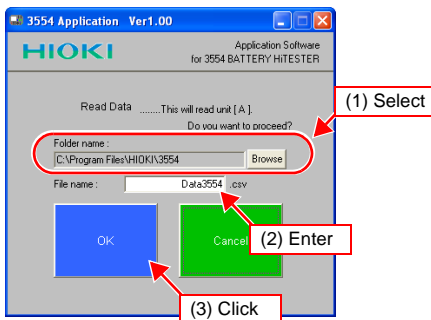 3554 Application Ver1.00
HIOKI
Application Software
for 3554 BATTERY HiTESTER
(1) Select
Read Data ........This will read unit [ A ].
Do you want to proceed?
Folder name :
C:\Program Files\HIOKI\3554
Browse
File name :
Data3554 .csv
(2) Enter
OK
Cancel
(3) Click